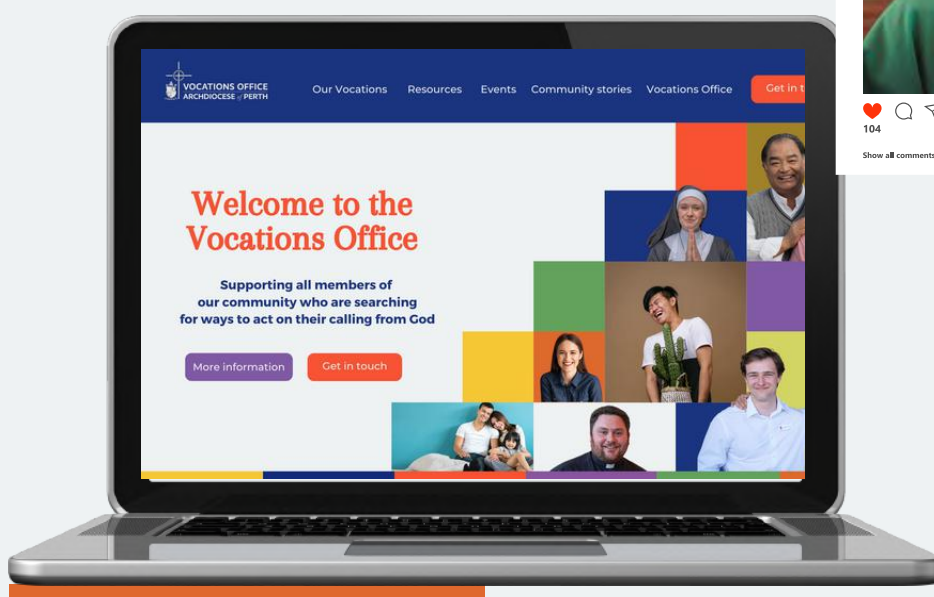 VOCATIONS OFFICE
ARCHDIOCESE of PERTH
Our Vocations Resources Events Community stories Vocations Office Get in t
Welcome to the
Vocations Office
Supporting all members of
our community who are searching
for ways to act on their calling from God
More information Get in touch
104
Show all comments